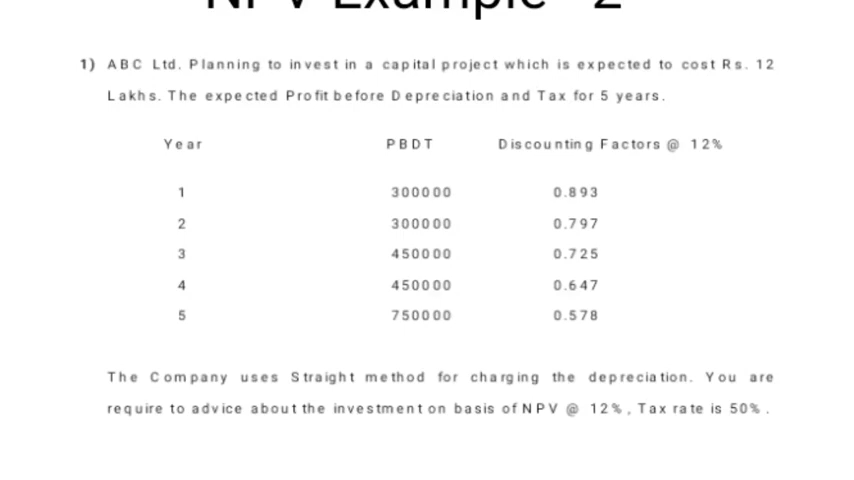 NPV Example - 2
1) ABC Ltd. Planning to invest in a capital project which is expected to cost Rs. 12
Lakhs. The expected Profit before Depreciation and Tax for 5 years.
Year PBDT Discounting Factors @ 12%
1 300000 0.893
2 300000 0.797
3 450000 0.725
4 450000 0.647
5 750000 0.578
The Company uses Straight method for charging the depreciation. You are
require to advice about the investment on basis of NPV @ 12%, Tax rate is 50%.